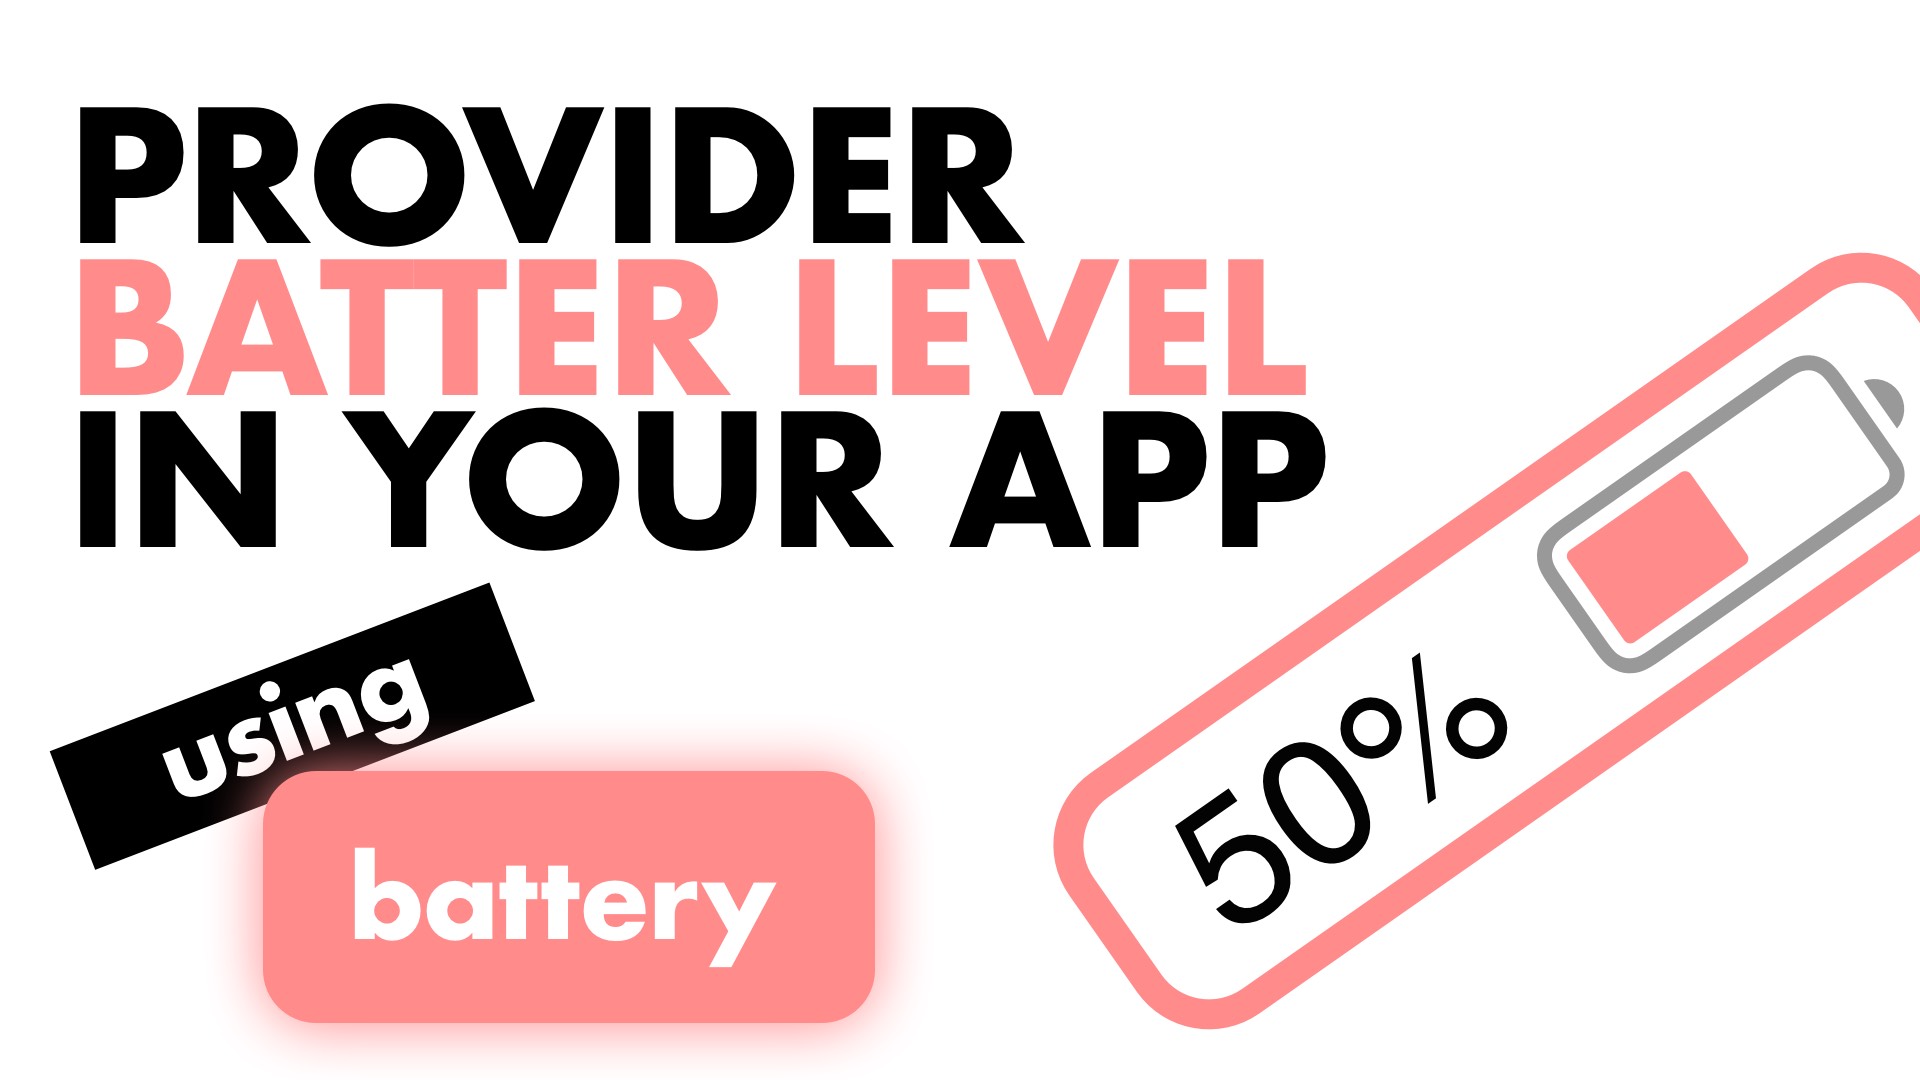 PROVIDER
BATTER LEVEL
IN YOUR APP
using
battery
50%